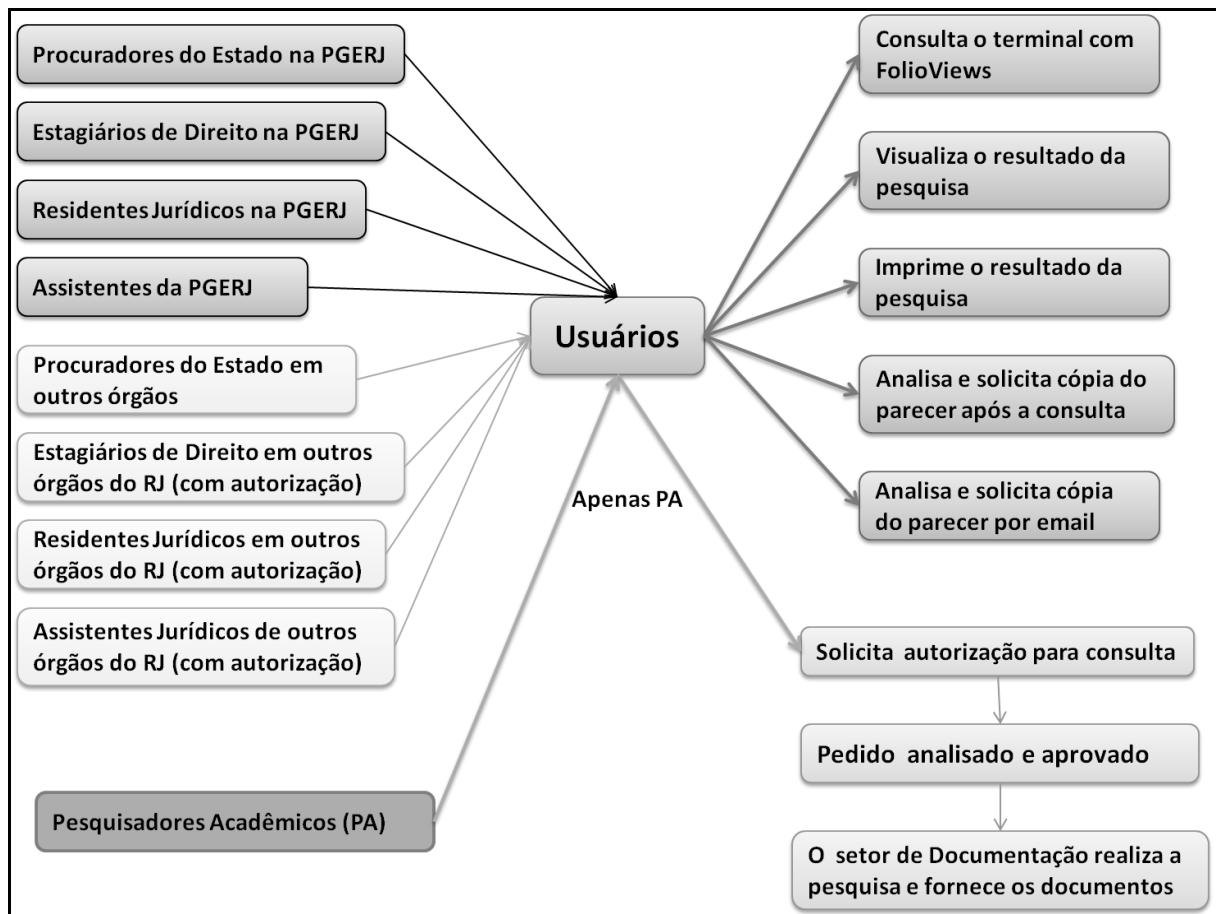 Procuradores do Estado na PGERJ
Estagiários de Direito na PGERJ
Residentes Jurídicos na PGERJ
Assistentes da PGERJ
Procuradores do Estado em
outros órgãos
Estagiários de Direito em outros
órgãos do RJ (com autorização)
Residentes Jurídicos em outros
órgãos do RJ (com autorização)
Assistentes Jurídicos de outros
órgãos do RJ (com autorização)
Pesquisadores Acadêmicos (PA)
Usuários
Apenas PA
Consulta o terminal com
FolioViews
Visualiza o resultado da
pesquisa
Imprime o resultado da
pesquisa
Analisa e solicita cópia do
parecer após a consulta
Analisa e solicita cópia
do parecer por email
Solicita autorização para consulta
Pedido analisado e aprovado
O setor de Documentação realiza a
pesquisa e fornece os documentos